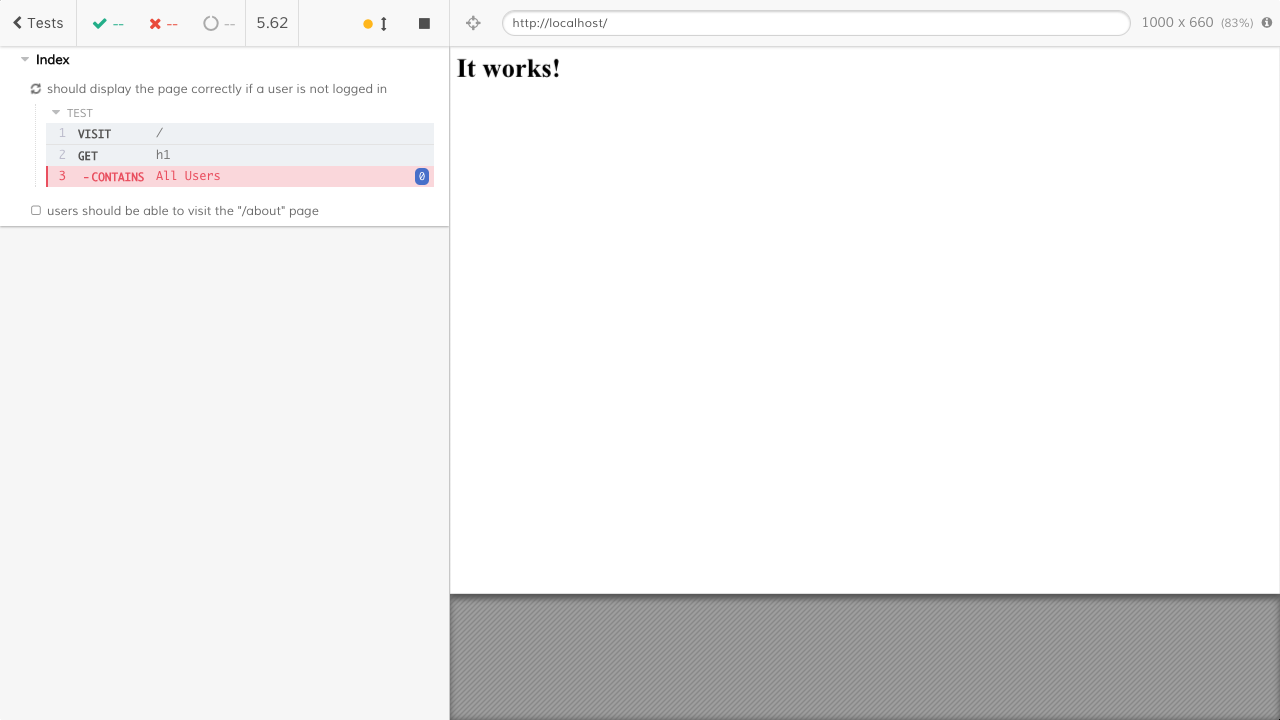 Tests -- -- -- 5.62
http://localhost/ 1000 x 660 (83%)
Index
should display the page correctly if a user is not logged in
TEST
1 VISIT /
2 GET h1
3 -CONTAINS All Users 0
users should be able to visit the "/about" page
It works!